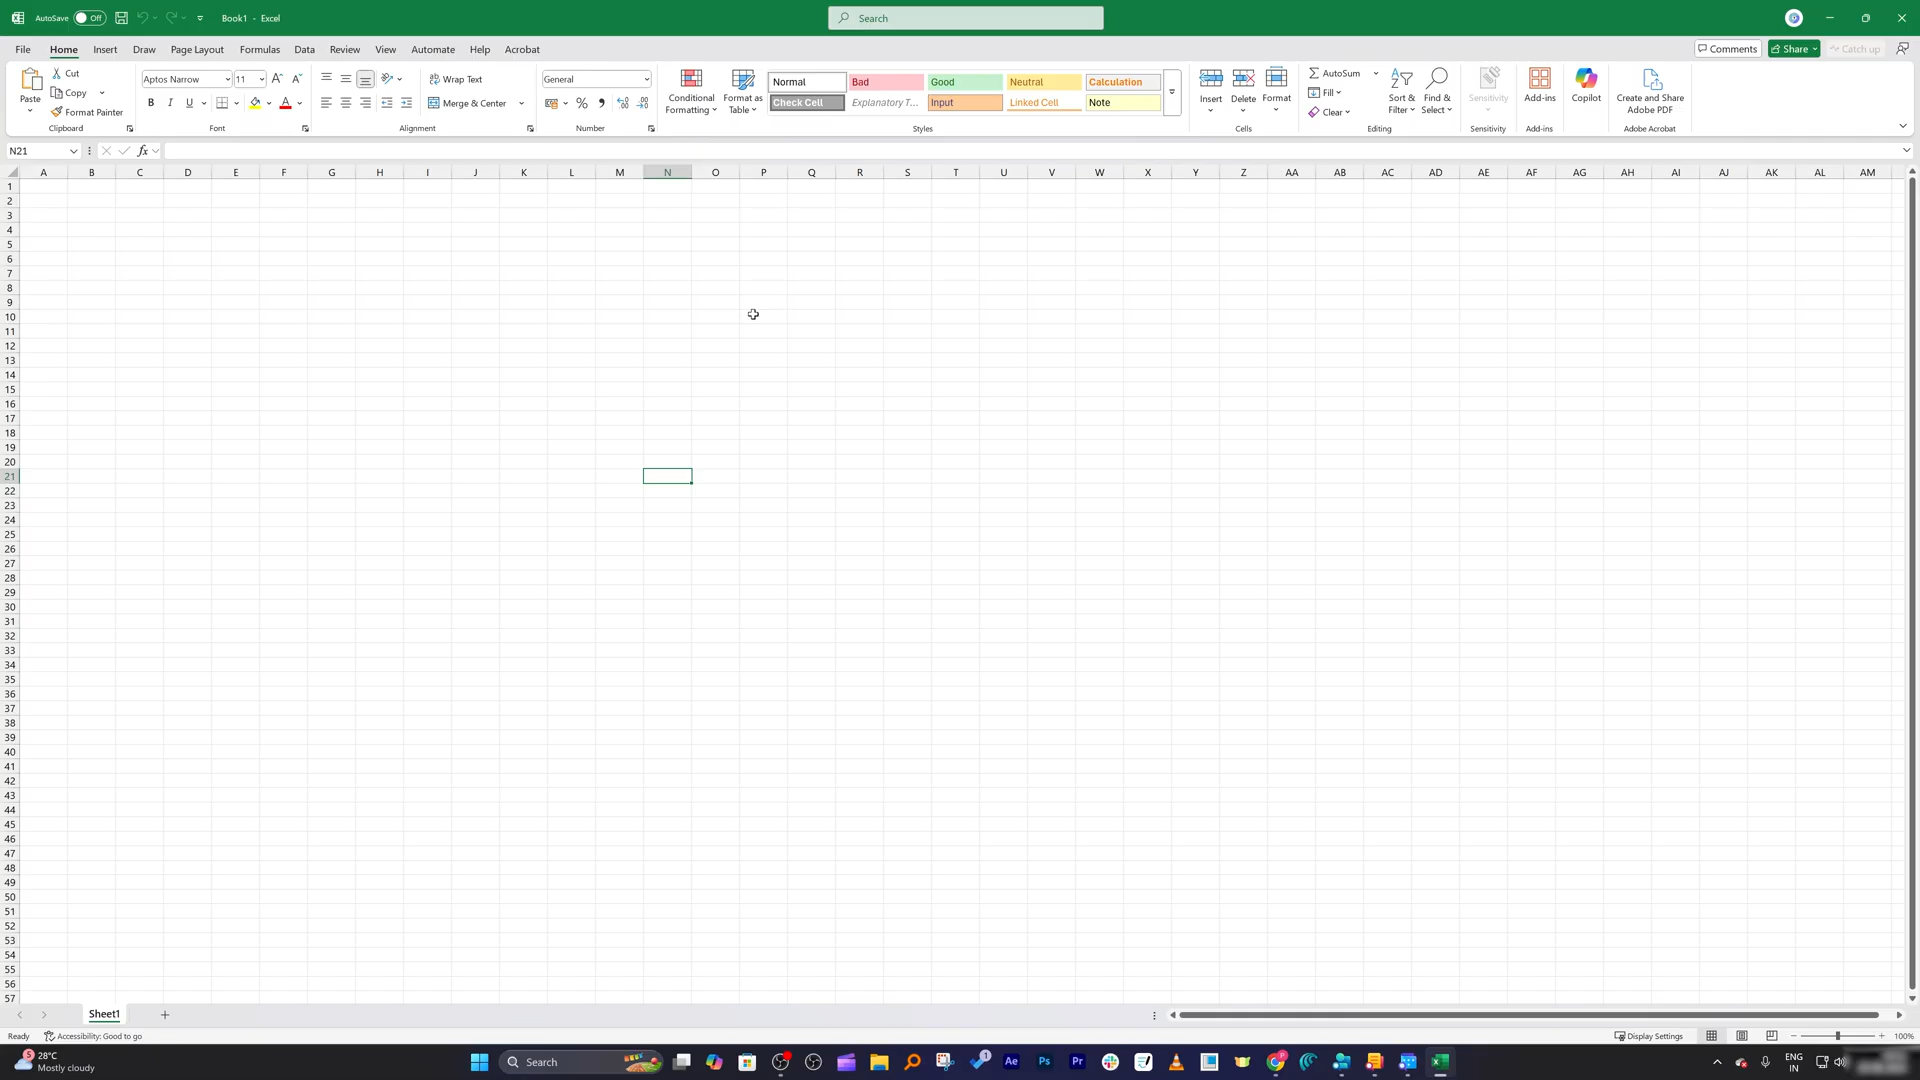 AutoSave Off Book1 - Excel Search
File Home Insert Draw Page Layout Formulas Data Review View Automate Help Acrobat Comments Share Catch up
Paste Cut Copy Format Painter Clipboard
Aptos Narrow 11 B I U Font
Wrap Text Merge & Center Alignment
General Number
Conditional Formatting Format as Table
Normal Bad Good Neutral Calculation
Check Cell Explanatory T... Input Linked Cell Note
Styles
Insert Delete Format Cells
AutoSum Fill Clear Sort & Filter Find & Select Editing
Sensitivity Sensitivity
Add-ins Add-ins
Copilot
Create and Share Adobe PDF Adobe Acrobat
N21 fx
A B C D E F G H I J K L M N O P Q R S T U V W X Y Z AA AB AC AD AE AF AG AH AI AJ AK AL AM
1
2
3
4
5
6
7
8
9
10
11
12
13
14
15
16
17
18
19
20
21
22
23
24
25
26
27
28
29
30
31
32
33
34
35
36
37
38
39
40
41
42
43
44
45
46
47
48
49
50
51
52
53
54
55
56
57
Sheet1
Ready Accessibility: Good to go Display Settings 100%
28°C
Mostly cloudy
Search
1 Ae Ps Pr
ENG
IN